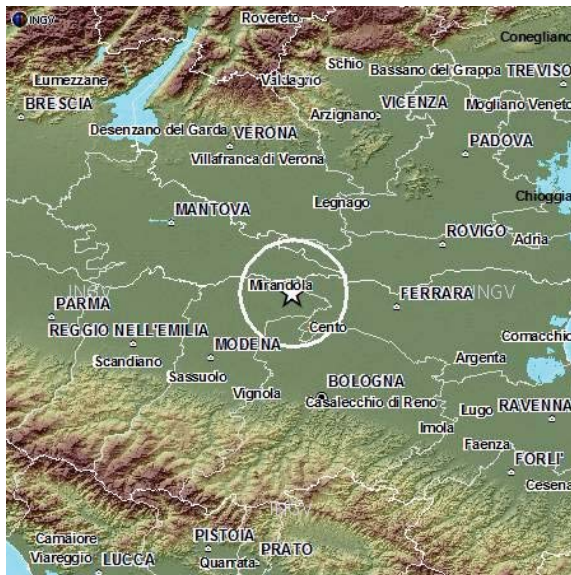 INGV
Rovereto
Conegliano
Schio
Lumezzane
Valdagno
Bassano del Grappa
TREVISO
BRESCIA
VICENZA
Mogliano Veneto
Arzignano
Desenzano del Garda
VERONA
PADOVA
Villafranca di Verona
Legnago
Chioggia
MANTOVA
ROVIGO
Adria
Mirandola
INGV
FERRARA
INGV
PARMA
REGGIO NELL'EMILIA
Cento
Comacchio
MODENA
Scandiano
Argenta
Sassuolo
BOLOGNA
Vignola
Casalecchio di Reno
Lugo
RAVENNA
Imola
Faenza
FORLI'
Cesena
INGV
Camaiore
PISTOIA
Viareggio
LUCCA
Quarrata
PRATO